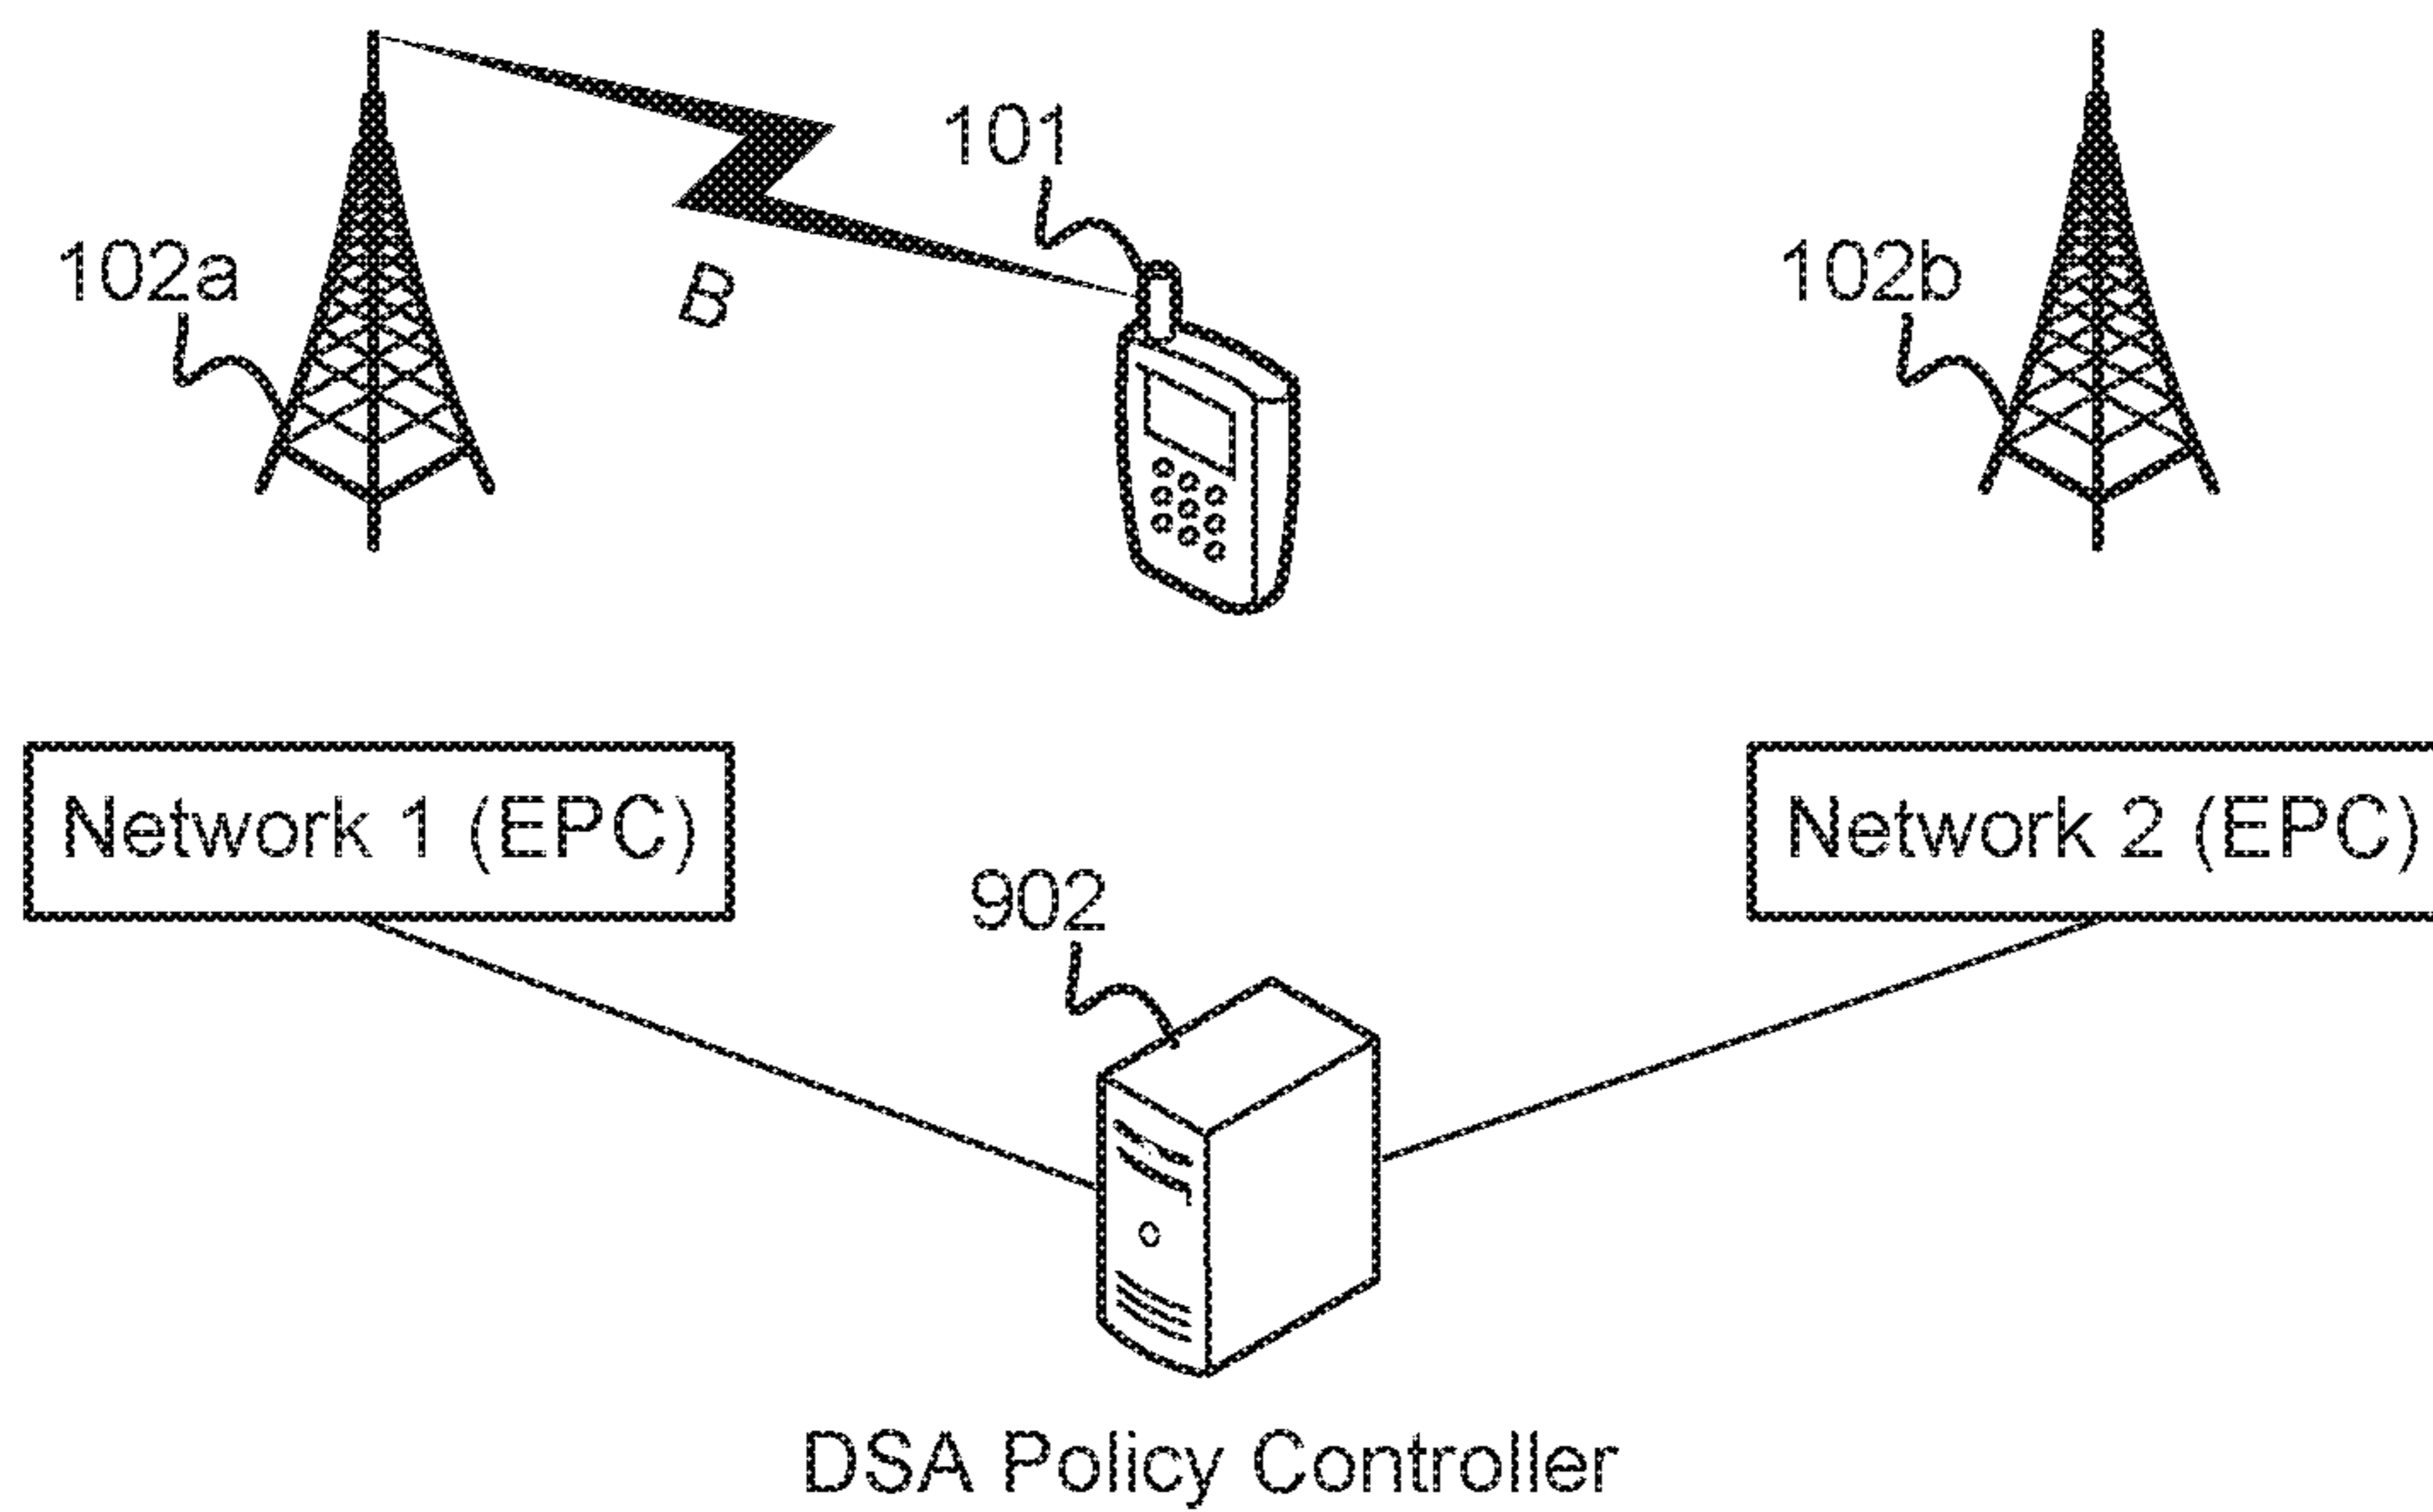 101
102a
102b
B
Network 1 (EPC)
Network 2 (EPC)
902
DSA Policy Controller